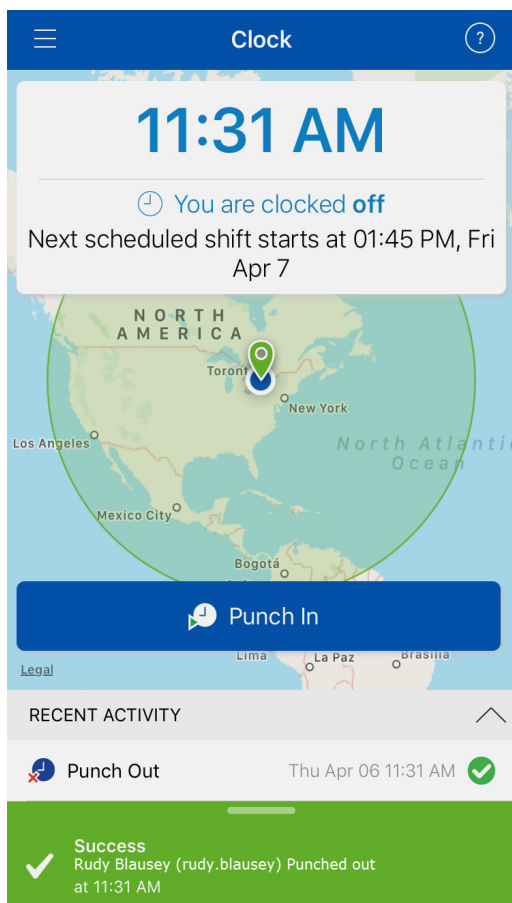 Clock
?
11:31 AM
You are clocked off
Next scheduled shift starts at 01:45 PM, Fri
Apr 7
NORTH
AMERICA
Toront
New York
Los Angeles
North Atlanti
Ocean
Mexico City
Bogotá
Punch In
Lima
La Paz
Brasília
Legal
RECENT ACTIVITY
Punch Out Thu Apr 06 11:31 AM
Success
Rudy Blausey (rudy.blausey) Punched out
at 11:31 AM